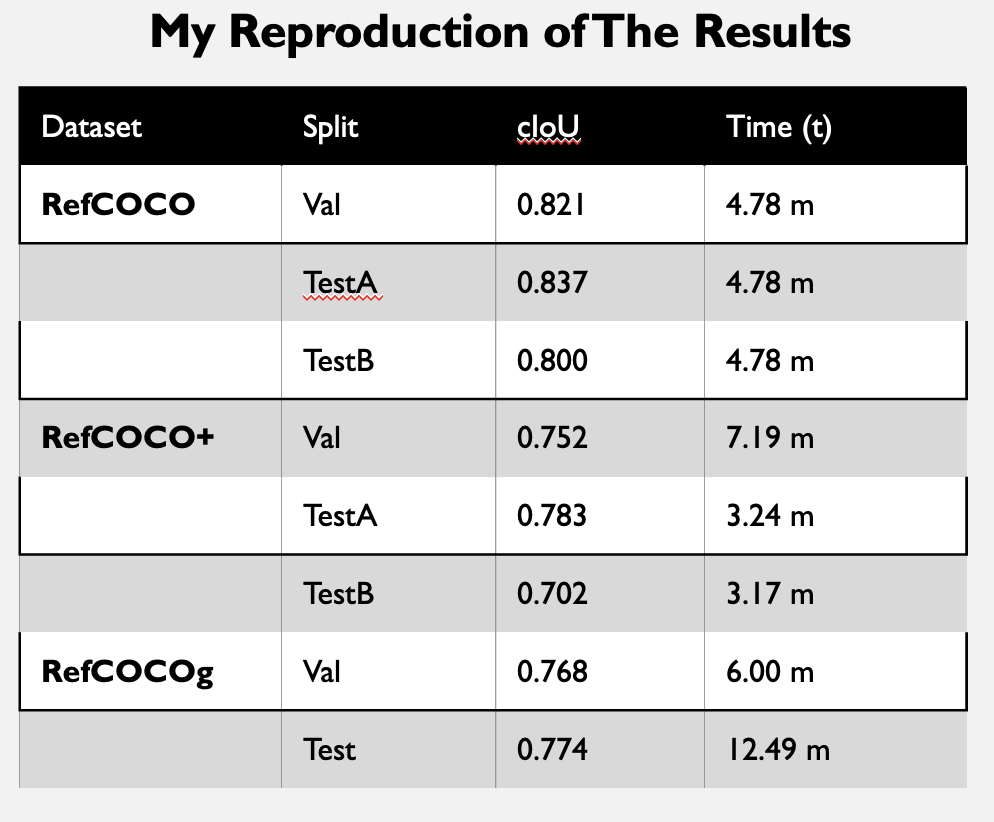 My Reproduction of The Results
Dataset Split cIoU Time (t)
RefCOCO Val 0.821 4.78 m
TestA 0.837 4.78 m
TestB 0.800 4.78 m
RefCOCO+ Val 0.752 7.19 m
TestA 0.783 3.24 m
TestB 0.702 3.17 m
RefCOCOg Val 0.768 6.00 m
Test 0.774 12.49 m